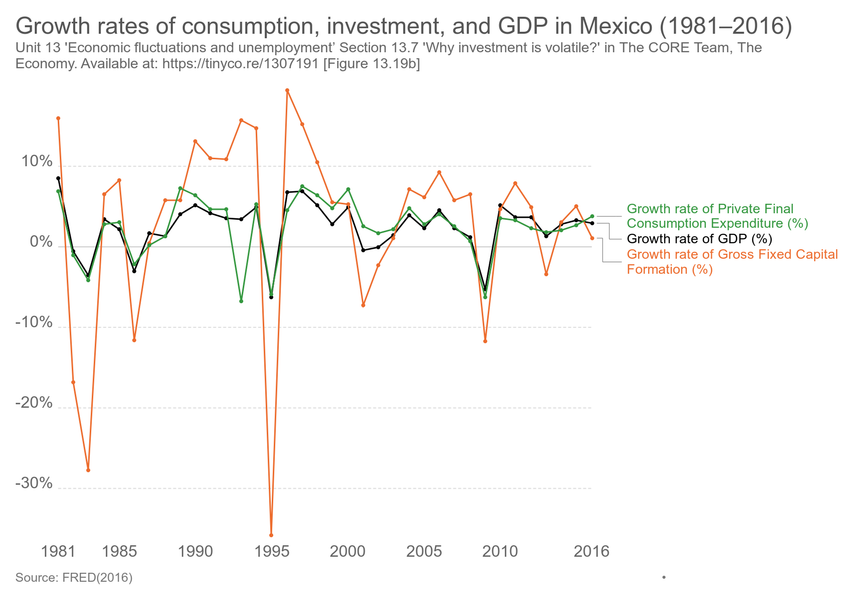 Growth rates of consumption, investment, and GDP in Mexico (1981–2016)
Unit 13 'Economic fluctuations and unemployment' Section 13.7 'Why investment is volatile?' in The CORE Team, The
Economy. Available at: https://tinyco.re/1307191 [Figure 13.19b]
10%
0%
-10%
-20%
-30%
Growth rate of Private Final
Consumption Expenditure (%)
Growth rate of GDP (%)
Growth rate of Gross Fixed Capital
Formation (%)
1981 1985 1990 1995 2000 2005 2010 2016
Source: FRED(2016)